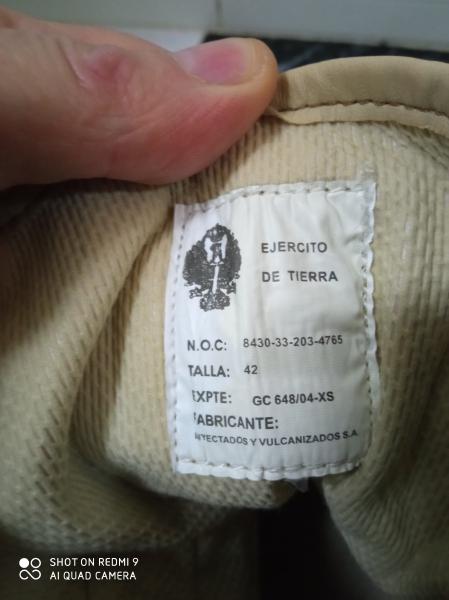 EJERCITO
DE TIERRA
N.O.C: 8430-33-203-4765
TALLA: 42
EXPTE: GC 648/04-XS
FABRICANTE:
Y VULCANIZADOS S.A.
SHOT ON REDMI 9
AI QUAD CAMERA